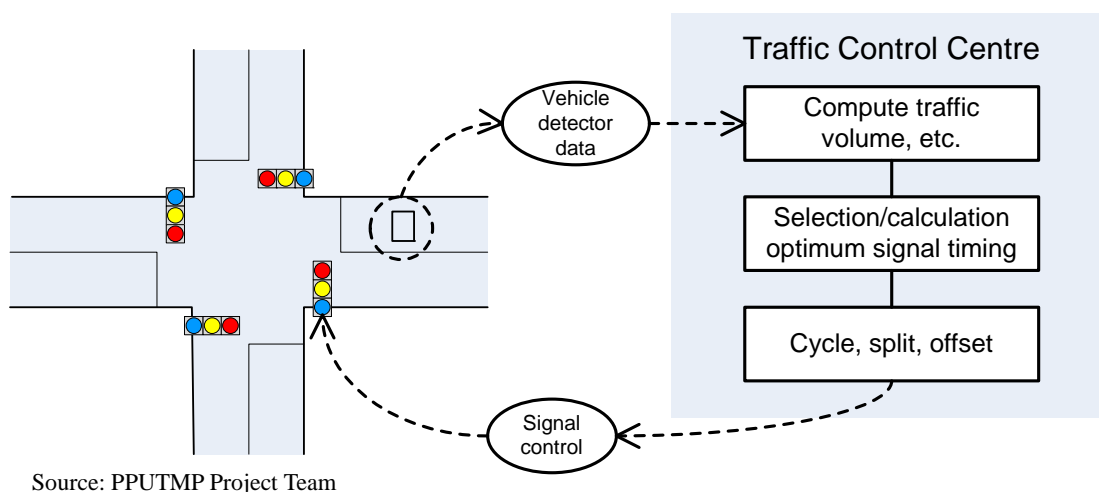 Traffic Control Centre
Vehicle
detector
data
Compute traffic
volume, etc.
Selection/calculation
optimum signal timing
Cycle, split, offset
Signal
control
Source: PPUTMP Project Team